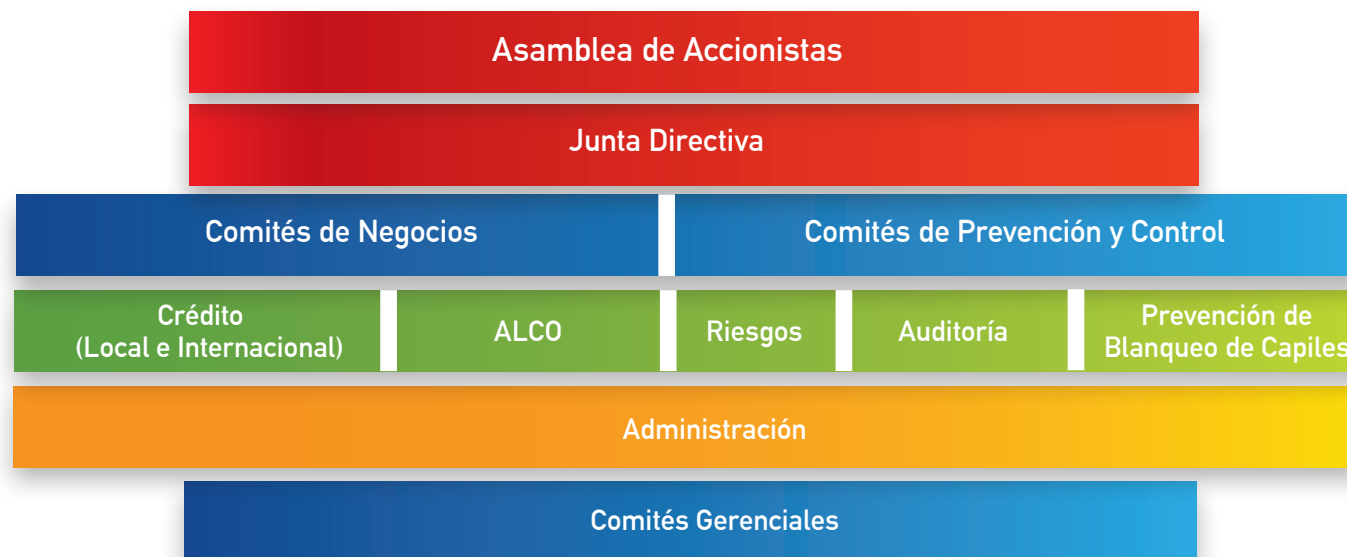 Asamblea de Accionistas
Junta Directiva
Comités de Negocios
Comités de Prevención y Control
Crédito
(Local e Internacional)
ALCO
Riesgos
Auditoría
Prevención de
Blanqueo de Capiles
Administración
Comités Gerenciales